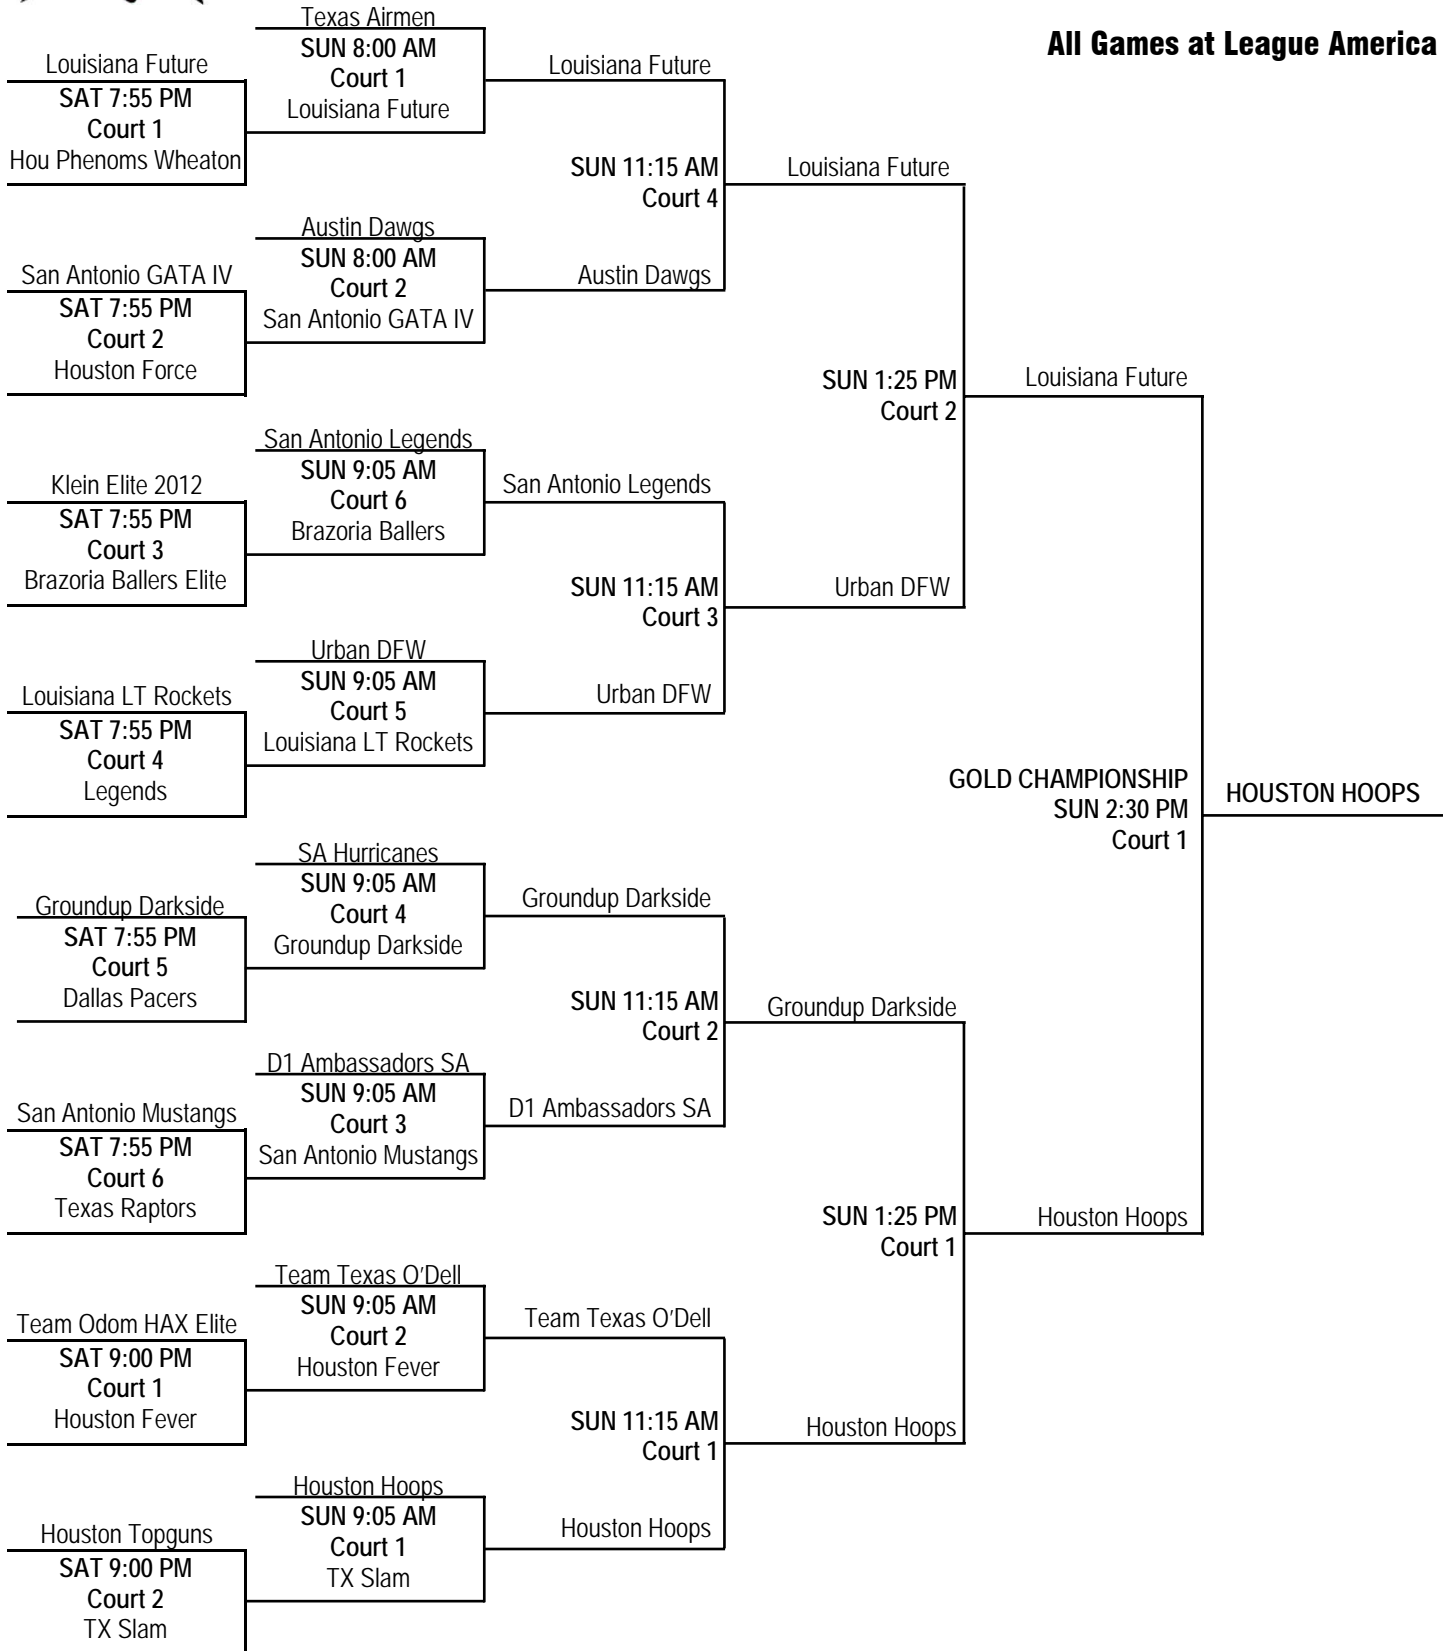 All Games at League America
Louisiana Future
SAT 7:55 PM
Court 1
Hou Phenoms Wheaton
San Antonio GATA IV
SAT 7:55 PM
Court 2
Houston Force
Klein Elite 2012
SAT 7:55 PM
Court 3
Brazoria Ballers Elite
Louisiana LT Rockets
SAT 7:55 PM
Court 4
Legends
Groundup Darkside
SAT 7:55 PM
Court 5
Dallas Pacers
San Antonio Mustangs
SAT 7:55 PM
Court 6
Texas Raptors
Team Odom HAX Elite
SAT 9:00 PM
Court 1
Houston Fever
Houston Topguns
SAT 9:00 PM
Court 2
TX Slam
Texas Airmen
SUN 8:00 AM
Court 1
Louisiana Future
Austin Dawgs
SUN 8:00 AM
Court 2
San Antonio GATA IV
San Antonio Legends
SUN 9:05 AM
Court 6
Brazoria Ballers
Urban DFW
SUN 9:05 AM
Court 5
Louisiana LT Rockets
SA Hurricanes
SUN 9:05 AM
Court 4
Groundup Darkside
D1 Ambassadors SA
SUN 9:05 AM
Court 3
San Antonio Mustangs
Team Texas O'Dell
SUN 9:05 AM
Court 2
Houston Fever
Houston Hoops
SUN 9:05 AM
Court 1
TX Slam
Louisiana Future
SUN 11:15 AM
Court 4
Austin Dawgs
San Antonio Legends
SUN 11:15 AM
Court 3
Urban DFW
Groundup Darkside
SUN 11:15 AM
Court 2
D1 Ambassadors SA
Team Texas O'Dell
SUN 11:15 AM
Court 1
Houston Hoops
Louisiana Future
SUN 1:25 PM
Court 2
Urban DFW
Groundup Darkside
SUN 1:25 PM
Court 1
Houston Hoops
Louisiana Future
GOLD CHAMPIONSHIP
SUN 2:30 PM
Court 1
Houston Hoops
HOUSTON HOOPS